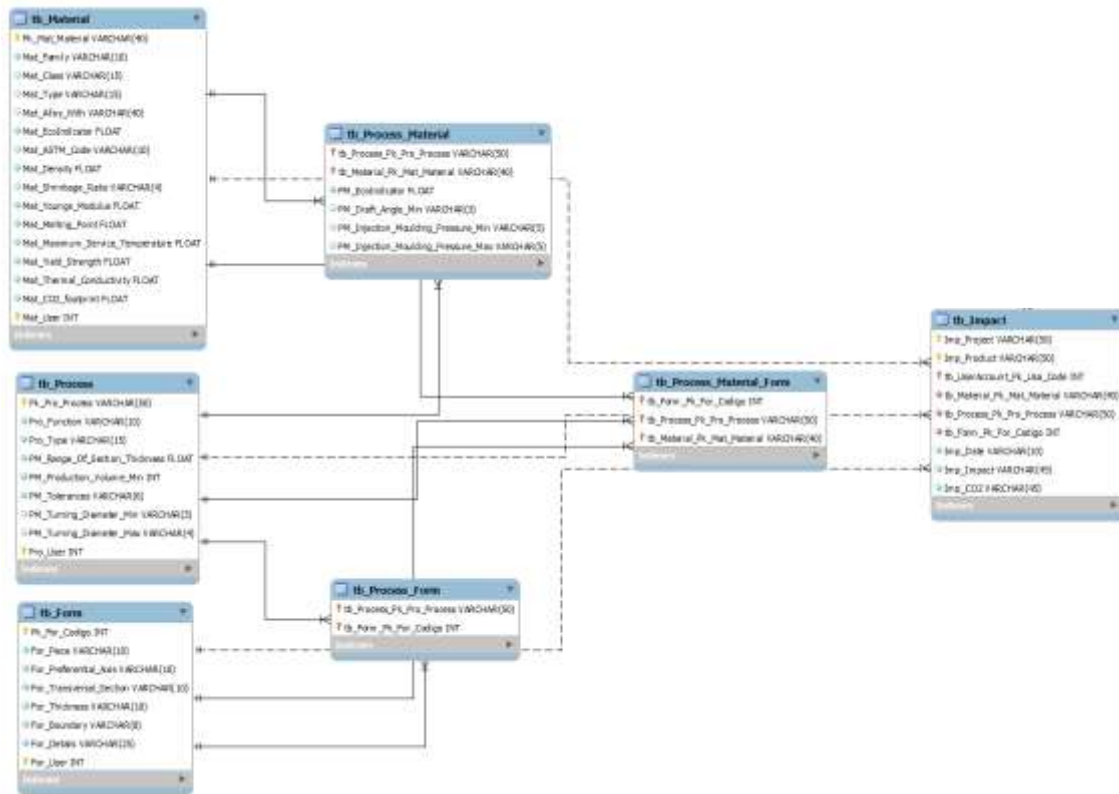 tb_Material
Pk_Mat_Material VARCHAR(40)
Mat_Family VARCHAR(10)
Mat_Class VARCHAR(15)
Mat_Type VARCHAR(15)
Mat_Alloy_With VARCHAR(40)
Mat_EcoIndicator FLOAT
Mat_ASTM_Code VARCHAR(10)
Mat_Density FLOAT
Mat_Shrinkage_Ratio VARCHAR(4)
Mat_Youngs_Modulus FLOAT
Mat_Melting_Point FLOAT
Mat_Maximum_Service_Temperature FLOAT
Mat_Yield_Strength FLOAT
Mat_Thermal_Conductivity FLOAT
Mat_CO2_footprint FLOAT
Mat_User INT
Indexes
tb_Process_Material
tb_Process_Pk_Pro_Process VARCHAR(50)
tb_Material_Pk_Mat_Material VARCHAR(40)
PM_EcoIndicator FLOAT
PM_Draft_Angle_Min VARCHAR(3)
PM_Injection_Moulding_Pressure_Min VARCHAR(5)
PM_Injection_Moulding_Pressure_Max VARCHAR(5)
Indexes
tb_Process
Pk_Pro_Process VARCHAR(50)
Pro_Function VARCHAR(10)
Pro_Type VARCHAR(15)
PM_Range_Of_Section_Thickness FLOAT
PM_Production_Volume_Min INT
PM_Tolerances VARCHAR(6)
PM_Turning_Diameter_Min VARCHAR(3)
PM_Turning_Diameter_Max VARCHAR(4)
Pro_User INT
Indexes
tb_Process_Material_Form
tb_Form_Pk_For_Codigo INT
tb_Process_Pk_Pro_Process VARCHAR(50)
tb_Material_Pk_Mat_Material VARCHAR(40)
Indexes
tb_Impact
Imp_Project VARCHAR(50)
Imp_Product VARCHAR(50)
tb_UserAccount_Pk_Usa_Code INT
tb_Material_Pk_Mat_Material VARCHAR(40)
tb_Process_Pk_Pro_Process VARCHAR(50)
tb_Form_Pk_For_Codigo INT
Imp_Date VARCHAR(10)
Imp_Impact VARCHAR(45)
Imp_CO2 VARCHAR(45)
Indexes
tb_Process_Form
tb_Process_Pk_Pro_Process VARCHAR(50)
tb_Form_Pk_For_Codigo INT
Indexes
tb_Form
Pk_For_Codigo INT
For_Piece VARCHAR(10)
For_Preferential_Axis VARCHAR(10)
For_Transversal_Section VARCHAR(10)
For_Thickness VARCHAR(10)
For_Boundary VARCHAR(8)
For_Details VARCHAR(25)
For_User INT
Indexes